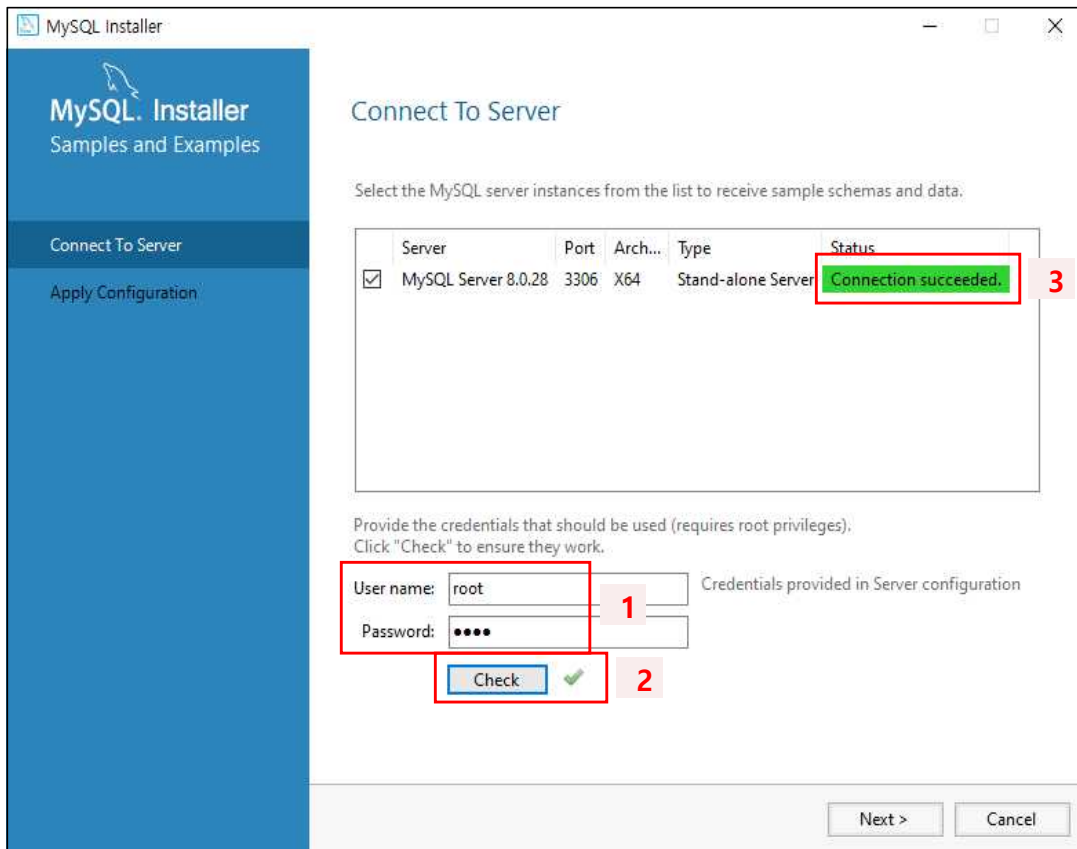 MySQL Installer
MySQL. Installer
Samples and Examples
Connect To Server
Apply Configuration
Connect To Server
Select the MySQL server instances from the list to receive sample schemas and data.
Server Port Arch... Type Status
MySQL Server 8.0.28 3306 X64 Stand-alone Server Connection succeeded.
3
Provide the credentials that should be used (requires root privileges).
Click "Check" to ensure they work.
User name: root Credentials provided in Server configuration
1
Password: ●●●●
Check
2
Next > Cancel